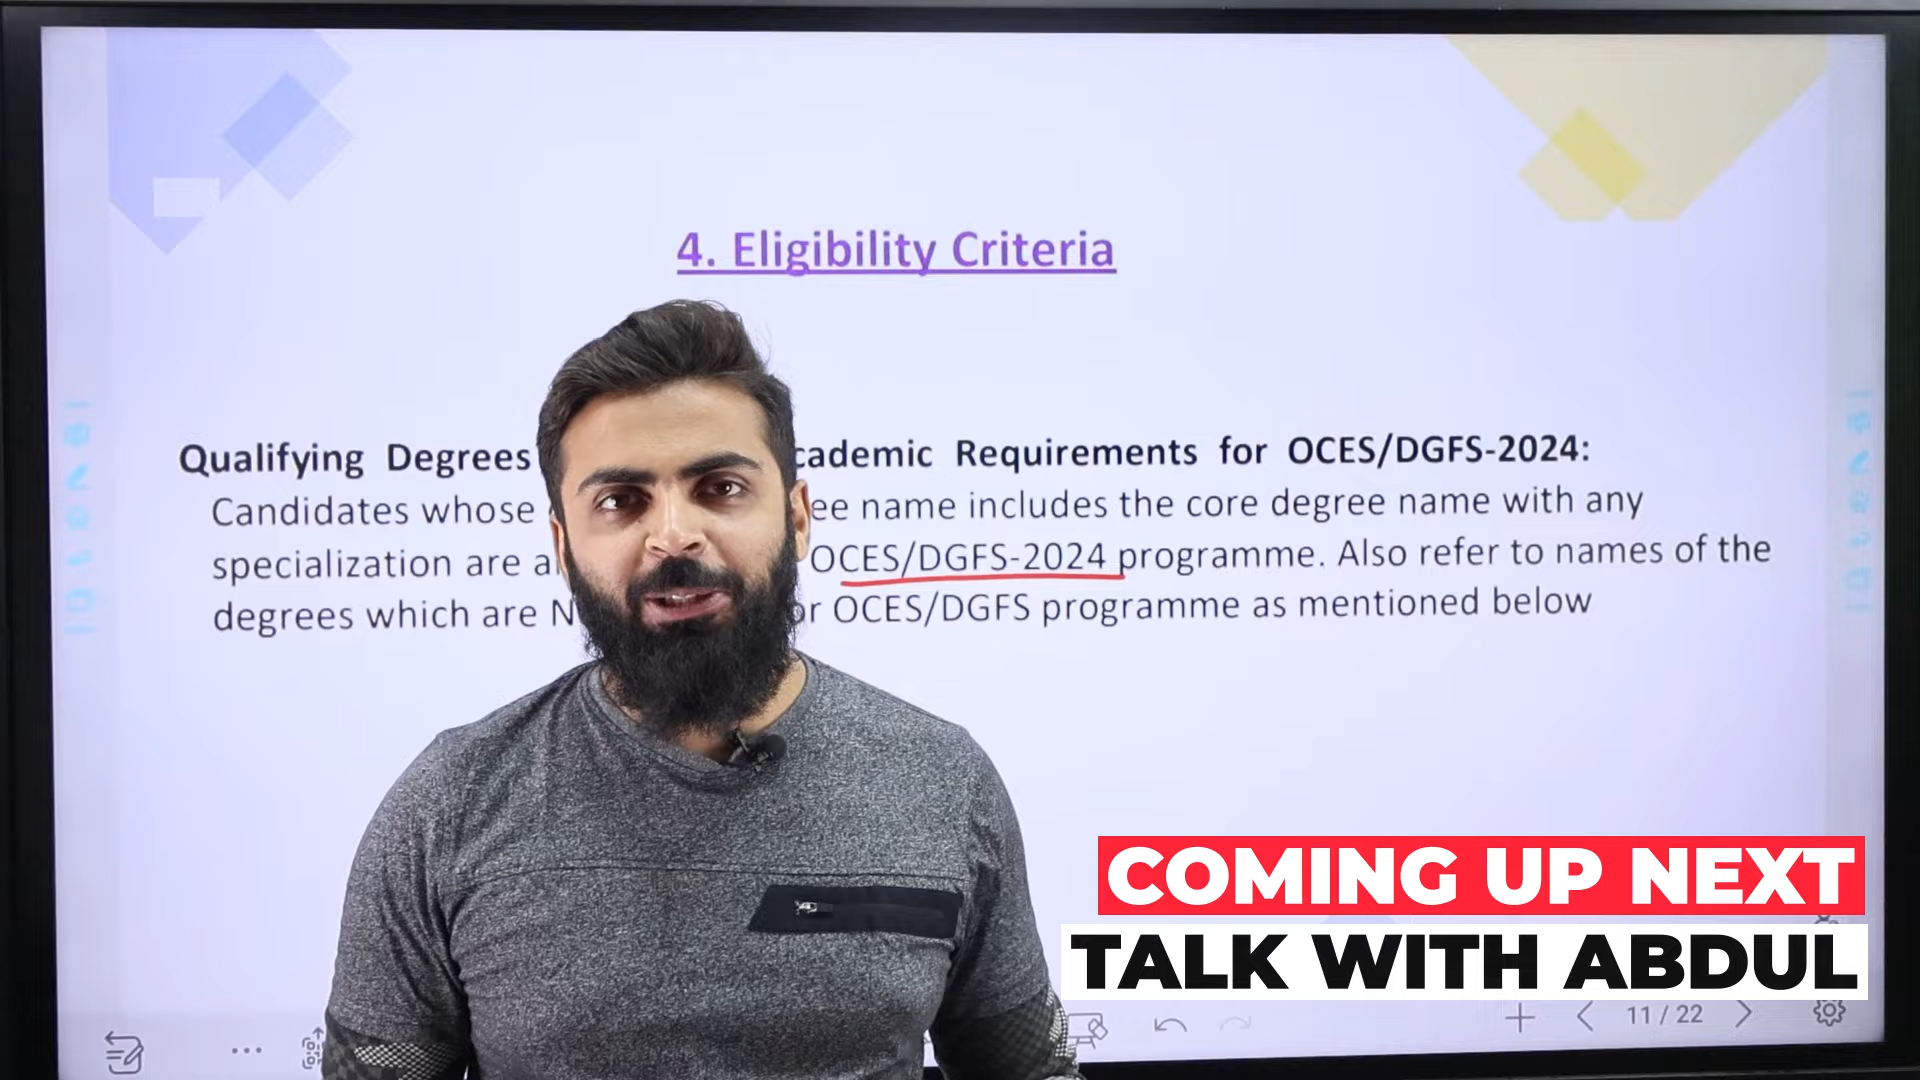 4. Eligibility Criteria
Qualifying Degrees cademic Requirements for OCES/DGFS-2024:
Candidates whose ee name includes the core degree name with any
specialization are OCES/DGFS-2024 programme. Also refer to names of the
degrees which are or OCES/DGFS programme as mentioned below
COMING UP NEXT
TALK WITH ABDUL
11 / 22